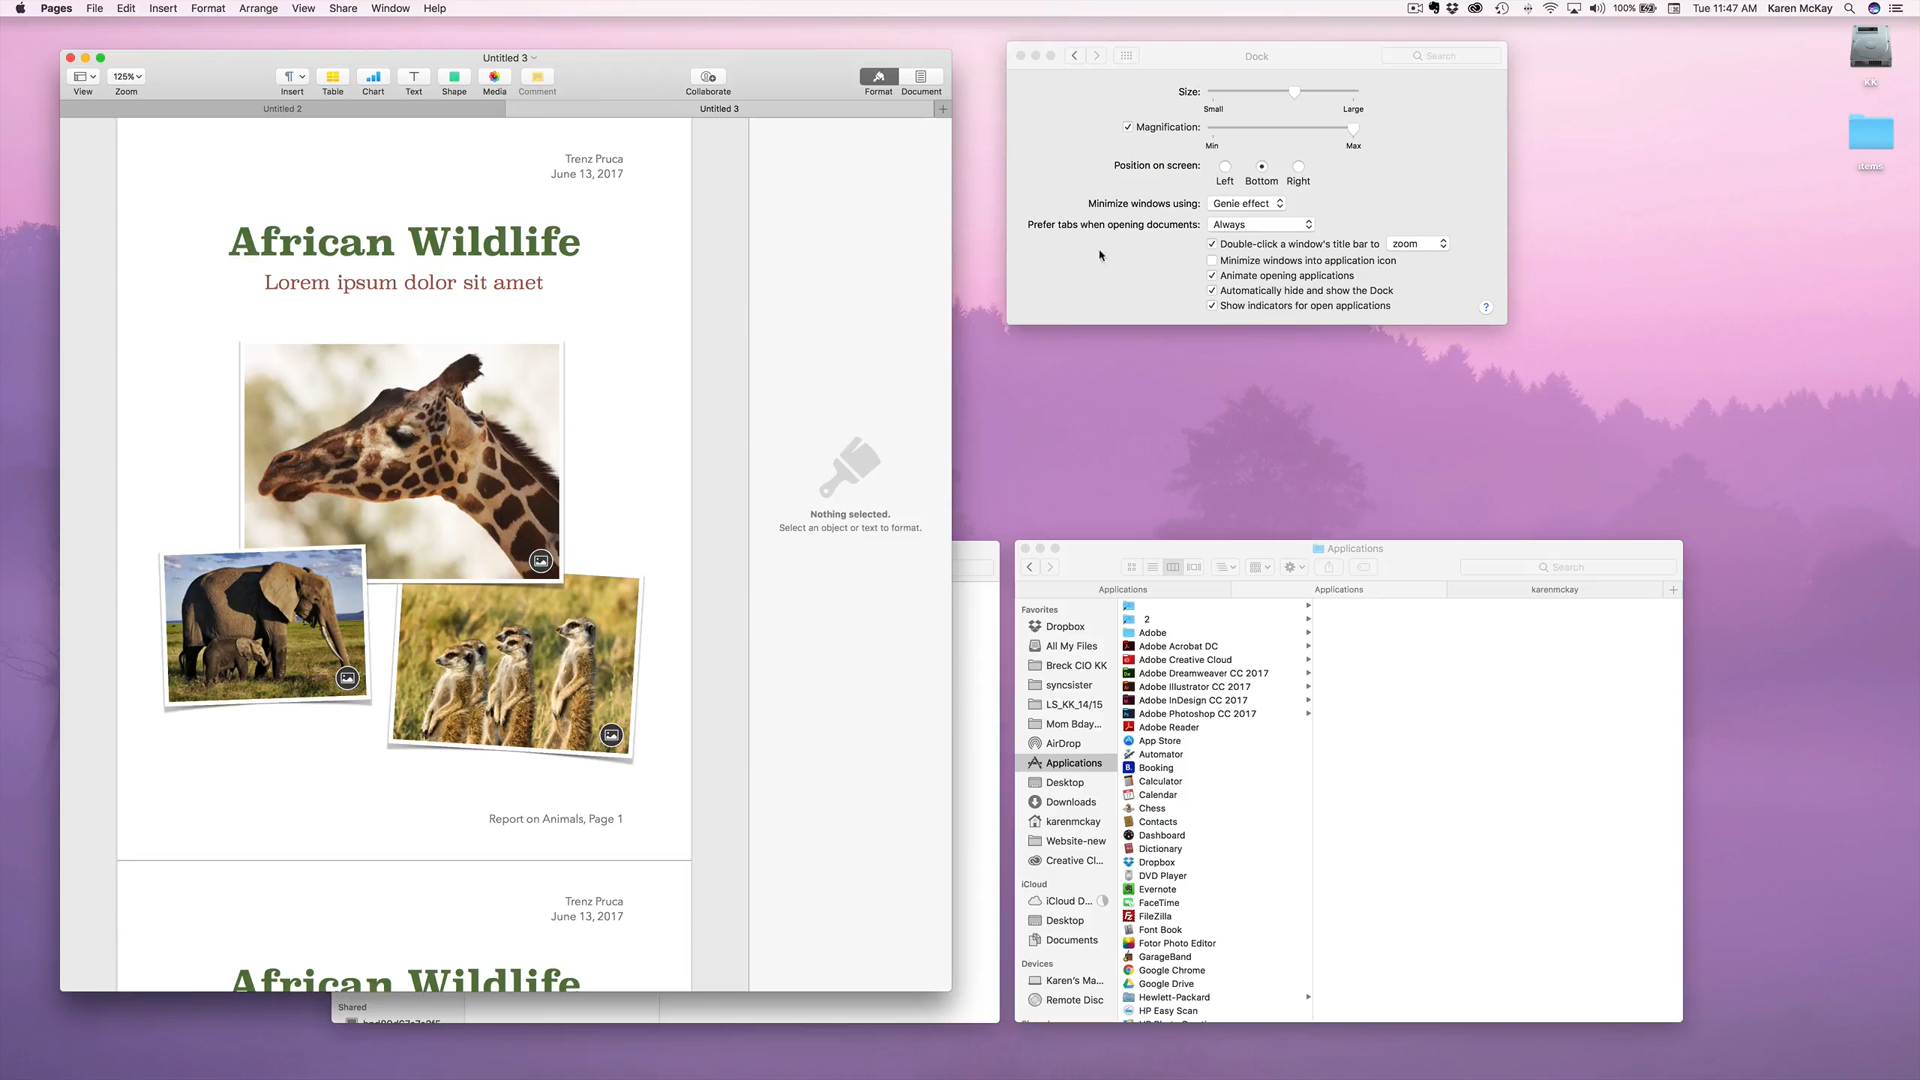 Pages File Edit Insert Format Arrange View Share Window Help
100% Tue 11:47 AM Karen McKay
Untitled 3
125%
View Zoom Insert Table Chart Text Shape Media Comment Collaborate Format Document
Untitled 2 Untitled 3
Trenz Pruca
June 13, 2017
African Wildlife
Lorem ipsum dolor sit amet
Report on Animals, Page 1
Trenz Pruca
June 13, 2017
African Wildlife
Nothing selected.
Select an object or text to format.
Shared
Dock
Search
Size:
Small Large
Magnification:
Min Max
Position on screen:
Left Bottom Right
Minimize windows using: Genie effect
Prefer tabs when opening documents: Always
Double-click a window's title bar to zoom
Minimize windows into application icon
Animate opening applications
Automatically hide and show the Dock
Show indicators for open applications
?
KK
items
Applications
Search
Applications Applications karenmckay
Favorites
Dropbox
All My Files
Breck CIO KK
syncsister
LS_KK_14/15
Mom Bday...
AirDrop
Applications
Desktop
Downloads
karenmckay
Website-new
Creative Cl...
iCloud
iCloud D...
Desktop
Documents
Devices
Karen's Ma...
Remote Disc
2
Adobe
Adobe Acrobat DC
Adobe Creative Cloud
Adobe Dreamweaver CC 2017
Adobe Illustrator CC 2017
Adobe InDesign CC 2017
Adobe Photoshop CC 2017
Adobe Reader
App Store
Automator
Booking
Calculator
Calendar
Chess
Contacts
Dashboard
Dictionary
Dropbox
DVD Player
Evernote
FaceTime
FileZilla
Font Book
Fotor Photo Editor
GarageBand
Google Chrome
Google Drive
Hewlett-Packard
HP Easy Scan